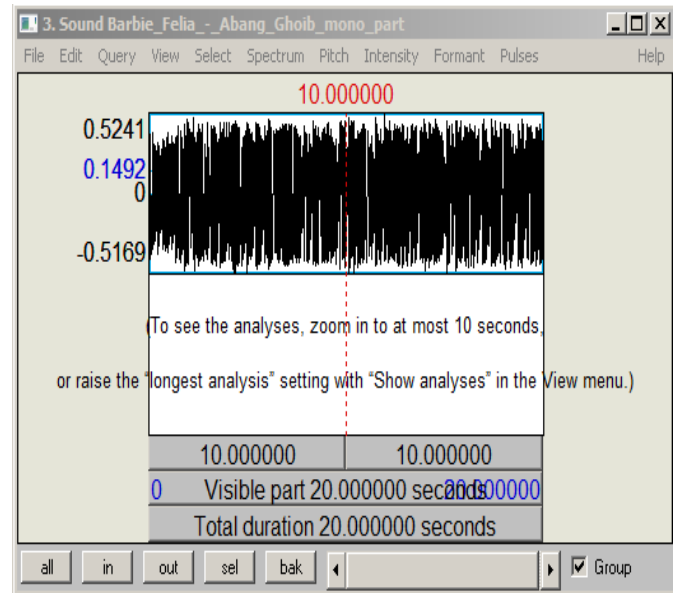 3. Sound Barbie_Felia_-_Abang_Ghoib_mono_part
File Edit Query View Select Spectrum Pitch Intensity Formant Pulses Help
10.000000
0.5241
0.1492
0
-0.5169
(To see the analyses, zoom in to at most 10 seconds,
or raise the “longest analysis” setting with “Show analyses” in the View menu.)
10.000000 10.000000
0 Visible part 20.000000 seconds 20.000000
Total duration 20.000000 seconds
all in out sel bak Group